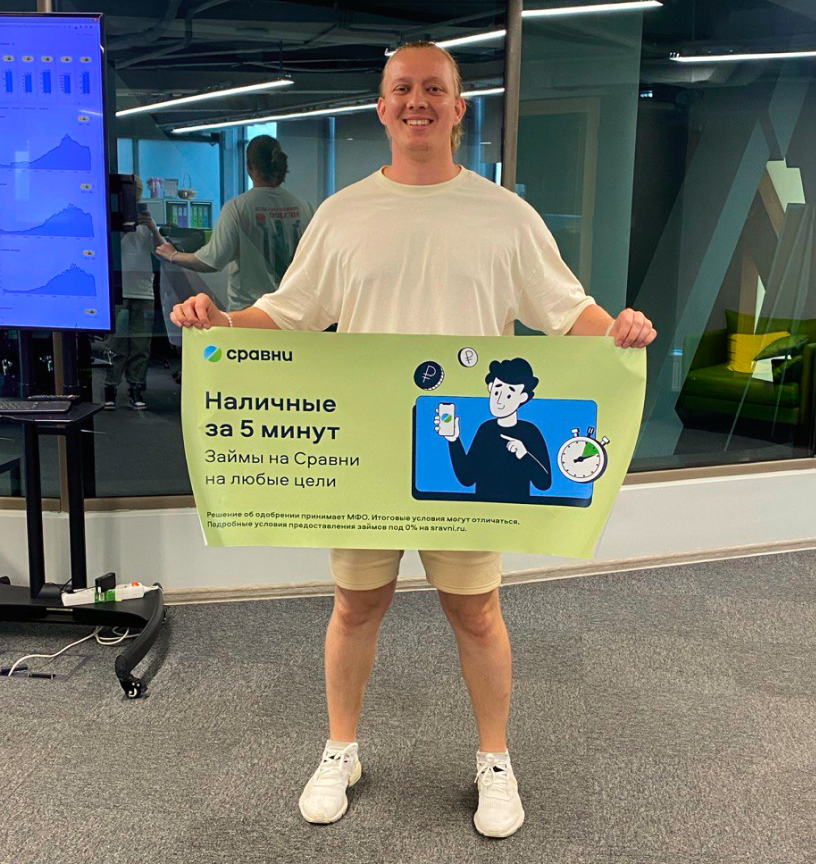 сравни
Наличные
за 5 минут
Займы на Сравни
на любые цели
Решение об одобрении принимает МФО. Итоговые условия могут отличаться.
Подробные условия предоставления займов под 0% на sravni.ru.